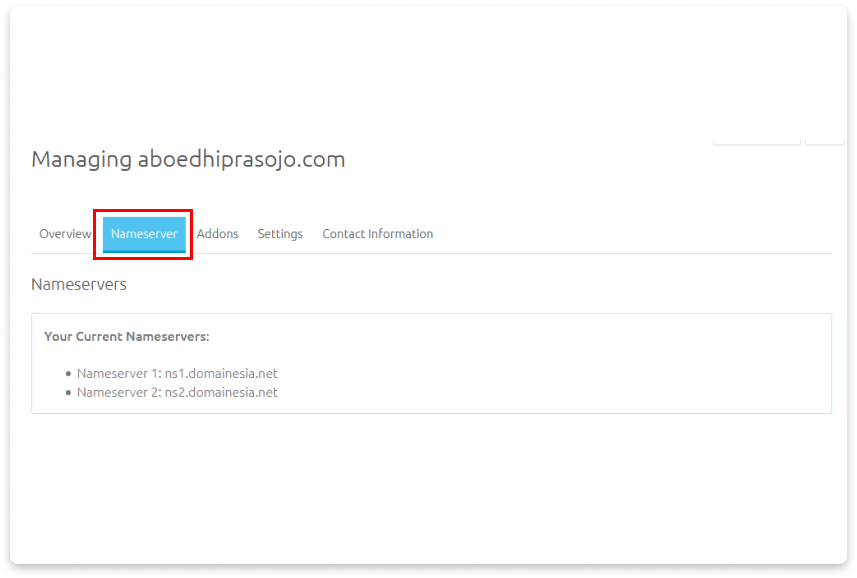 Managing aboedhiprasojo.com
Overview Nameserver Addons Settings Contact Information
Nameservers
Your Current Nameservers:
Nameserver 1: ns1.domainesia.net
Nameserver 2: ns2.domainesia.net